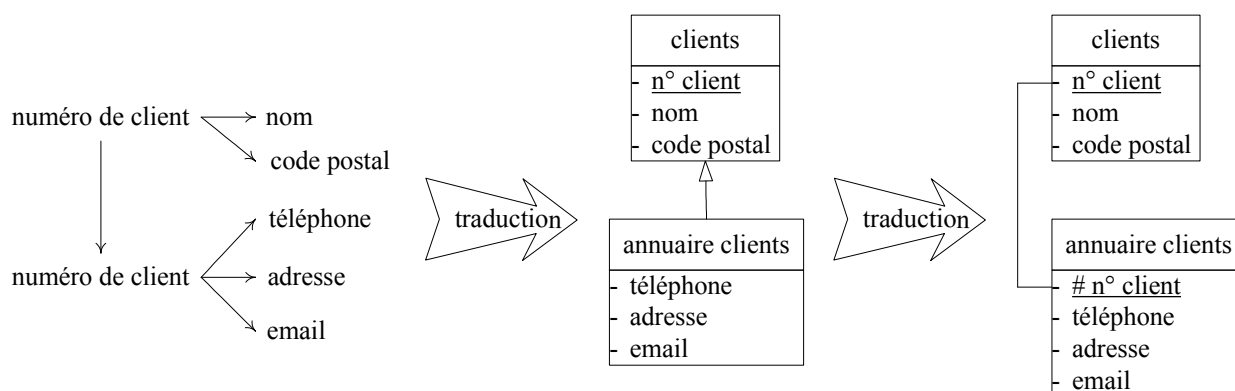 numéro de client
nom
code postal
numéro de client
téléphone
adresse
email
traduction
clients
- n° client
- nom
- code postal
annuaire clients
- téléphone
- adresse
- email
traduction
clients
- n° client
- nom
- code postal
annuaire clients
- # n° client
- téléphone
- adresse
- email